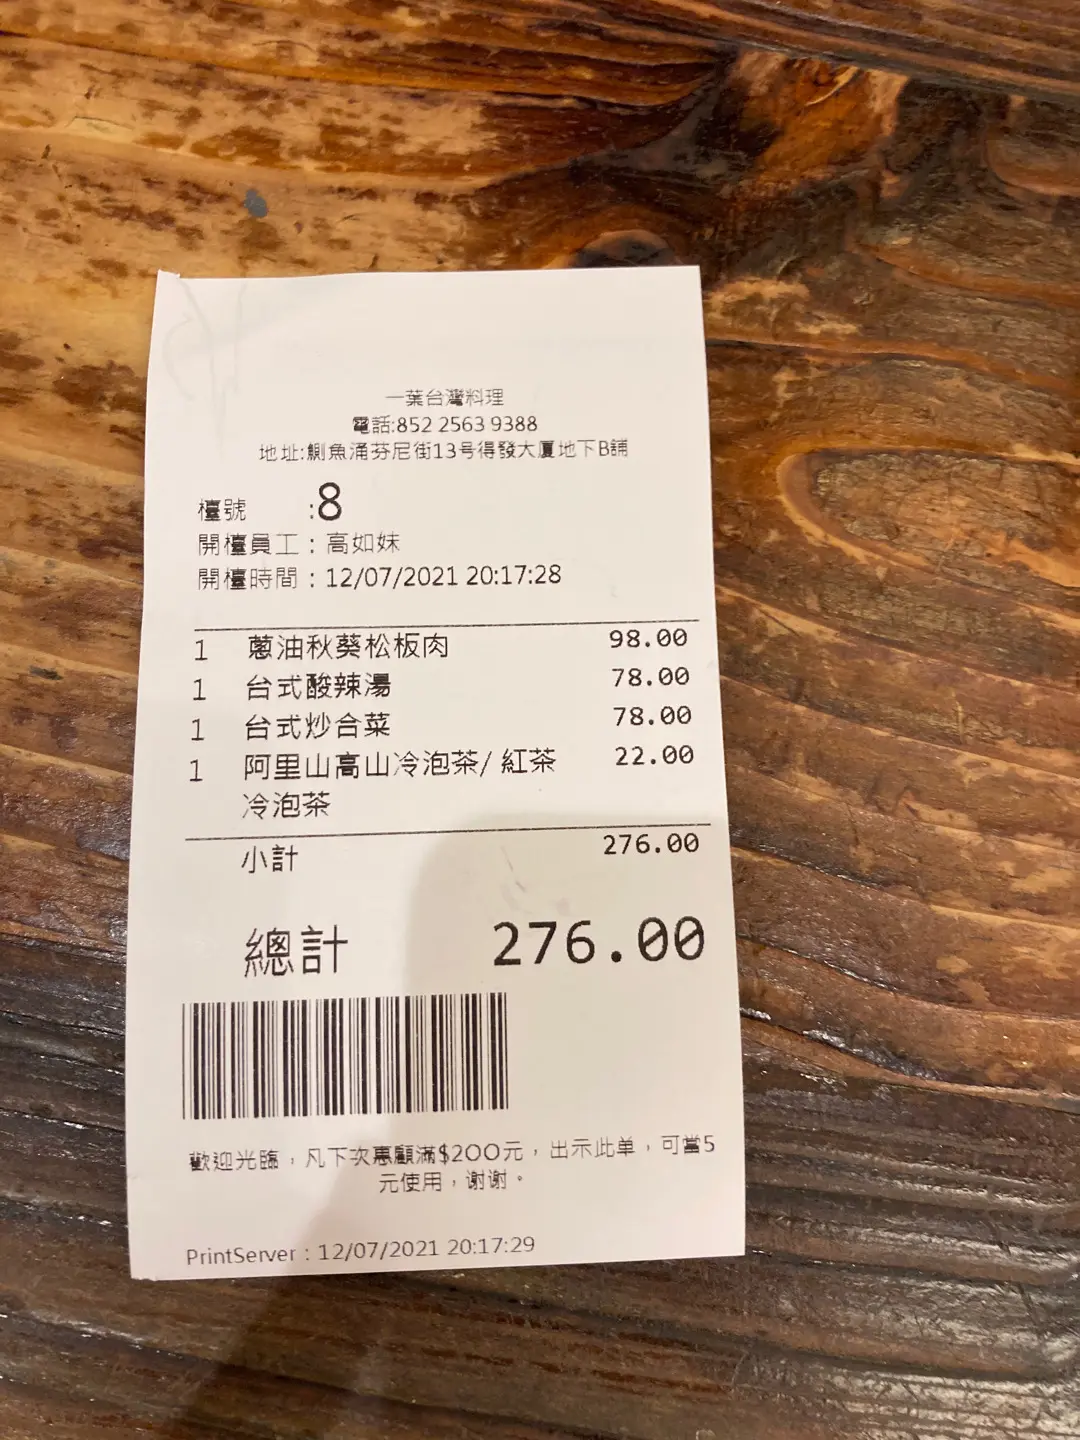 一葉台灣料理
電話:852 2563 9388
地址:鰂魚涌芬尼街13号得發大廈地下B舖
檯號 :8
開檯員工：高如妹
開檯時間：12/07/2021 20:17:28
1 蔥油秋葵松板肉 98.00
1 台式酸辣湯 78.00
1 台式炒合菜 78.00
1 阿里山高山冷泡茶/ 紅茶 22.00
冷泡茶
小計 276.00
總計 276.00
歡迎光臨，凡下次惠顧滿$200元，出示此单，可當5
元使用，谢谢。
PrintServer：12/07/2021 20:17:29